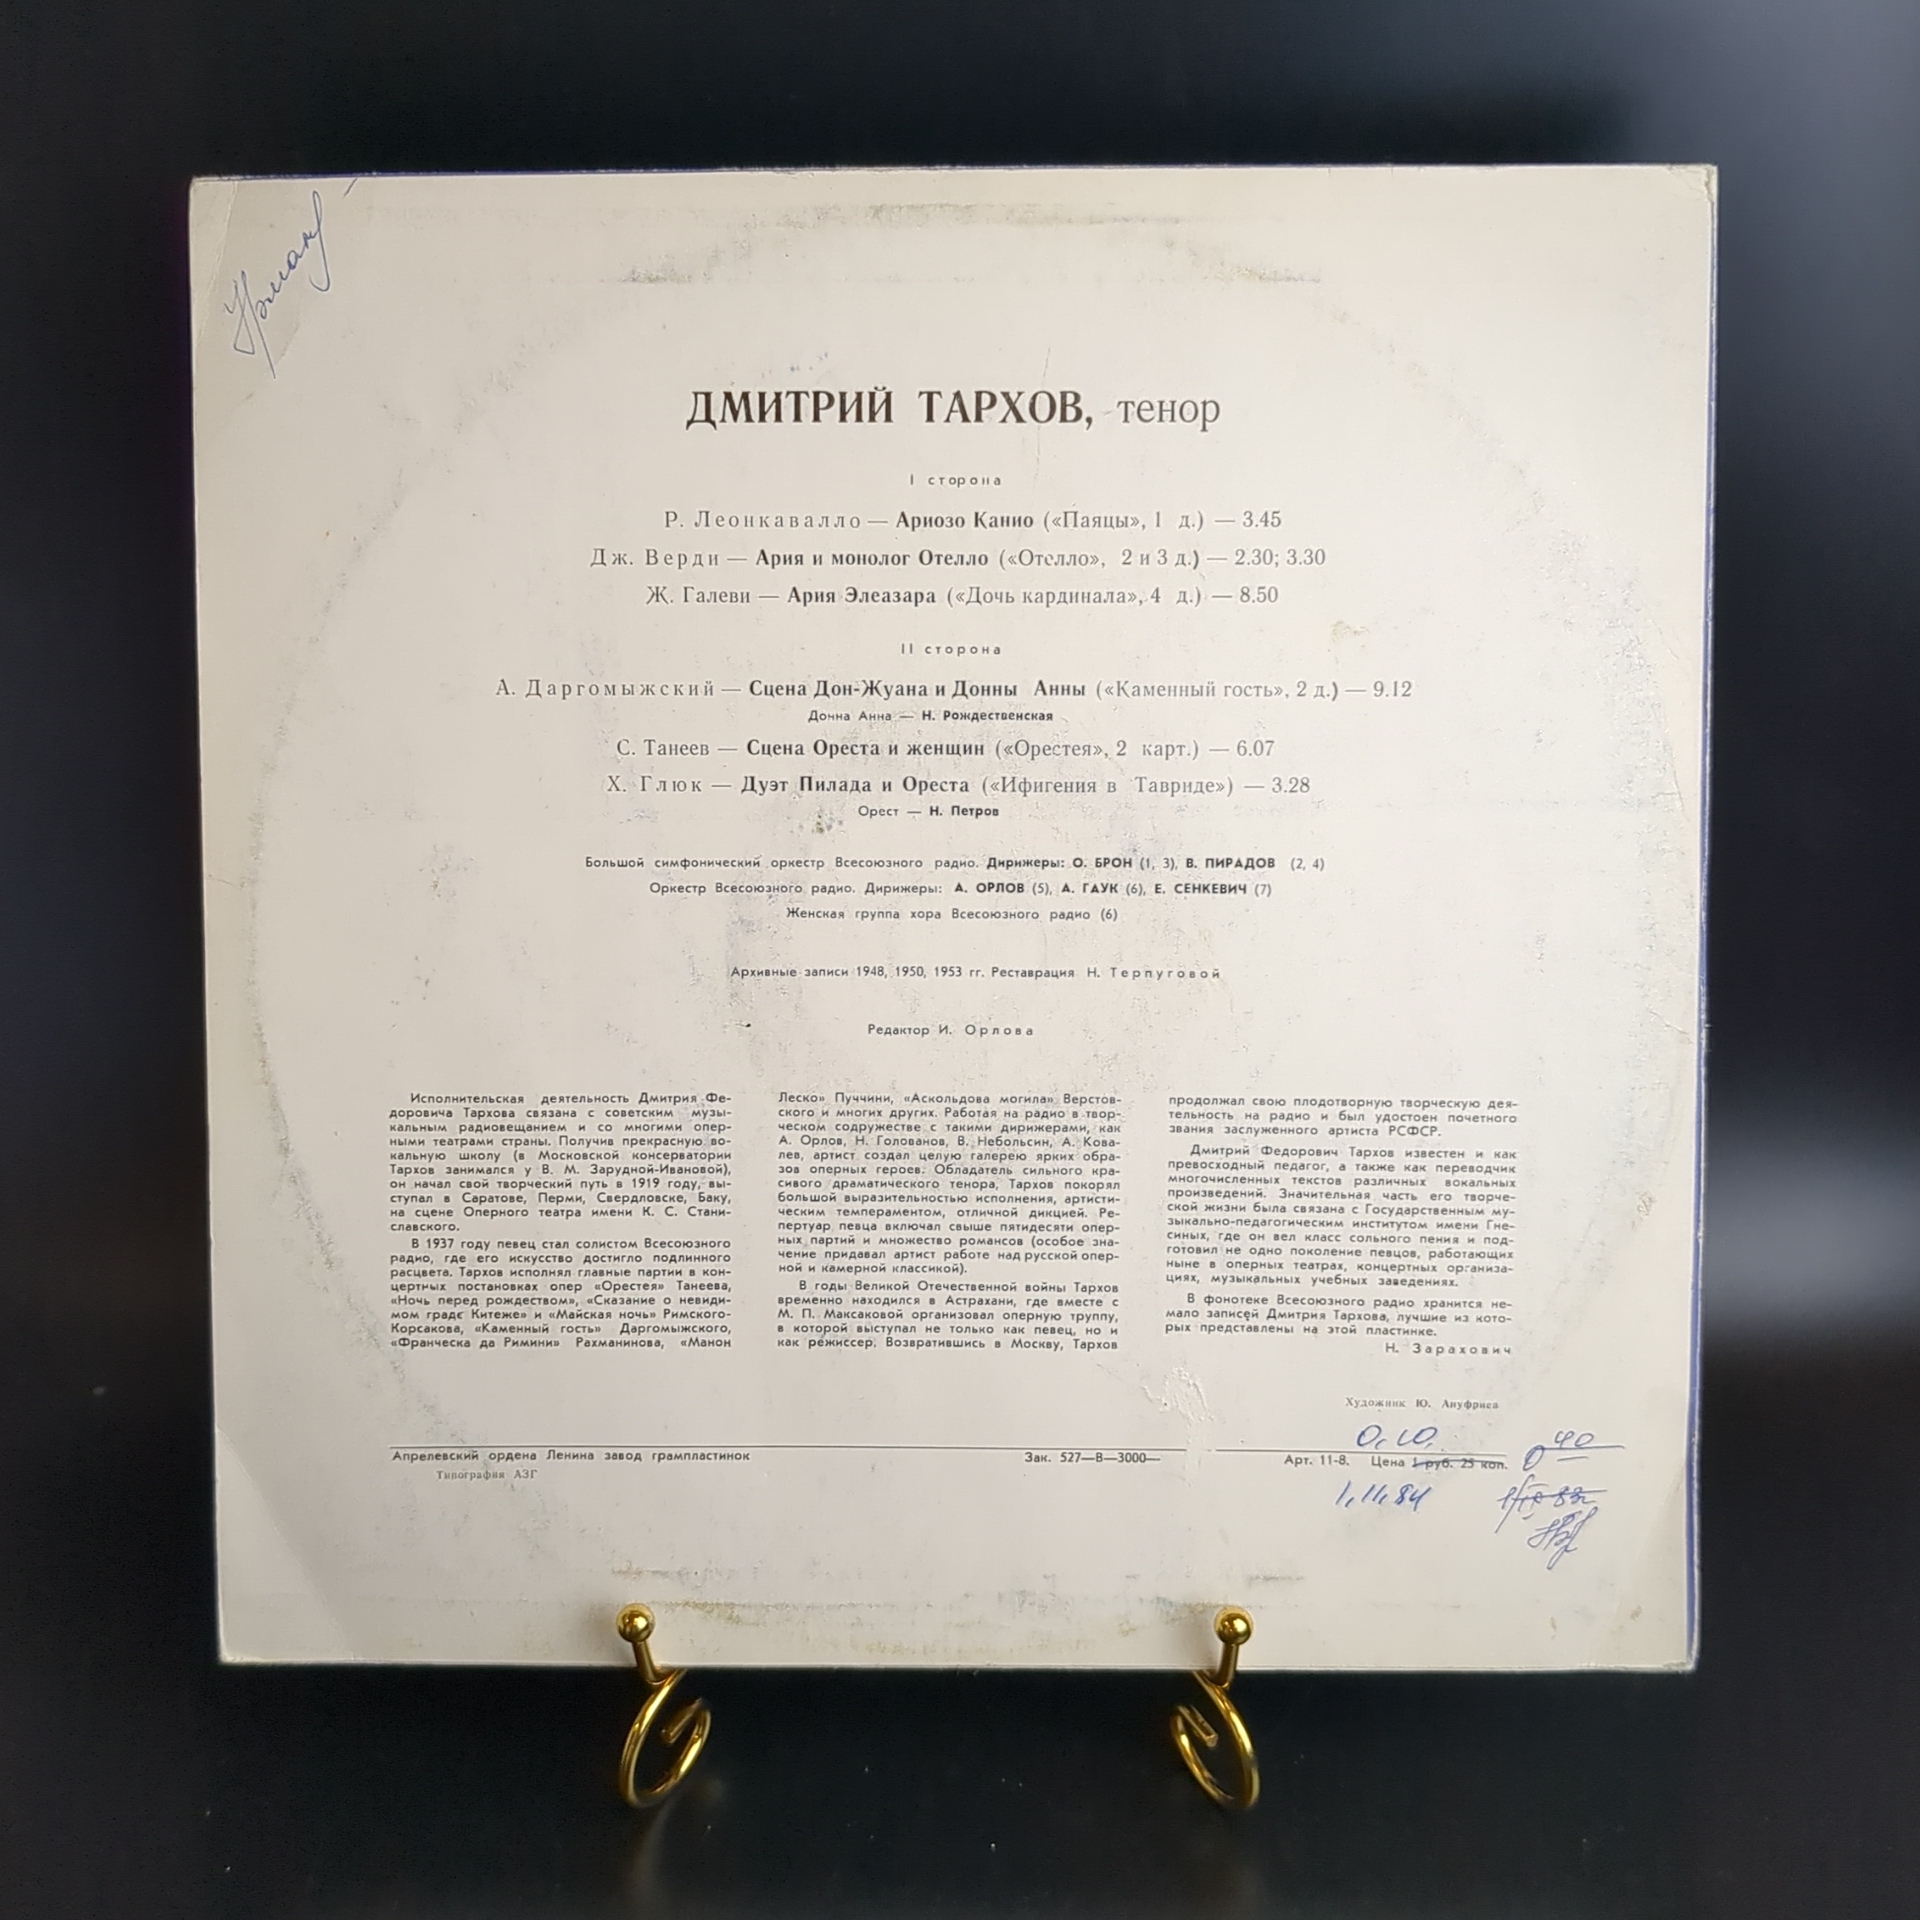 ДМИТРИЙ ТАРХОВ, тенор
I сторона
Р. Леонкавалло — Ариозо Канио («Паяцы», 1 д.) — 3.45
Дж. Верди — Ария и монолог Отелло («Отелло», 2 и 3 д.) — 2.30; 3.30
Ж. Галеви — Ария Элеазара («Дочь кардинала», 4 д.) — 8.50
II сторона
А. Даргомыжский — Сцена Дон-Жуана и Донны Анны («Каменный гость», 2 д.) — 9.12
Донна Анна — Н. Рождественская
С. Танеев — Сцена Ореста и женщин («Орестея», 2 карт.) — 6.07
Х. Глюк — Дуэт Пилада и Ореста («Ифигения в Тавриде») — 3.28
Орест — Н. Петров
Большой симфонический оркестр Всесоюзного радио. Дирижеры: О. БРОН (1, 3), В. ПИРАДОВ (2, 4)
Оркестр Всесоюзного радио. Дирижеры: А. ОРЛОВ (5), А. ГАУК (6), Е. СЕНКЕВИЧ (7)
Женская группа хора Всесоюзного радио (6)
Архивные записи 1948, 1950, 1953 гг. Реставрация Н. Терпуговой
Редактор И. Орлова
Исполнительская деятельность Дмитрия Фе-
доровича Тархова связана с советским музы-
кальным радиовещанием и со многими опер-
ными театрами страны. Получив прекрасную во-
кальную школу (в Московской консерватории
Тархов занимался у В. М. Зарудной-Ивановой),
он начал свой творческий путь в 1919 году, вы-
ступал в Саратове, Перми, Свердловске, Баку,
на сцене Оперного театра имени К. С. Стани-
славского.
В 1937 году певец стал солистом Всесоюзного
радио, где его искусство достигло подлинного
расцвета. Тархов исполнял главные партии в кон-
цертных постановках опер «Орестея» Танеева,
«Ночь перед рождеством», «Сказание о невиди-
мом граде Китеже» и «Майская ночь» Римского-
Корсакова, «Каменный гость» Даргомыжского,
«Франческа да Римини» Рахманинова, «Манон
Леско» Пуччини, «Аскольдова могила» Верстов-
ского и многих других. Работая на радио в твор-
ческом содружестве с такими дирижерами, как
А. Орлов, Н. Голованов, В. Небольсин, А. Кова-
лев, артист создал целую галерею ярких обра-
зов оперных героев. Обладатель сильного кра-
сивого драматического тенора, Тархов покорял
большой выразительностью исполнения, артисти-
ческим темпераментом, отличной дикцией. Ре-
пертуар певца включал свыше пятидесяти опер-
ных партий и множество романсов (особое зна-
чение придавал артист работе над русской опер-
ной и камерной классикой).
В годы Великой Отечественной войны Тархов
временно находился в Астрахани, где вместе с
М. П. Максаковой организовал оперную труппу,
в которой выступал не только как певец, но и
как режиссер. Возвратившись в Москву, Тархов
продолжал свою плодотворную творческую дея-
тельность на радио и был удостоен почетного
звания заслуженного артиста РСФСР.
Дмитрий Федорович Тархов известен и как
превосходный педагог, а также как переводчик
многочисленных текстов различных вокальных
произведений. Значительная часть его творче-
ской жизни была связана с Государственным му-
зыкально-педагогическим институтом имени Гне-
синых, где он вел класс сольного пения и под-
готовил не одно поколение певцов, работающих
ныне в оперных театрах, концертных организа-
циях, музыкальных учебных заведениях.
В фонотеке Всесоюзного радио хранится не-
мало записей Дмитрия Тархова, лучшие из кото-
рых представлены на этой пластинке.
Н. Зарахович
Художник Ю. Ануфриев
Апрелевский ордена Ленина завод грампластинок Зак. 527—В—3000— Арт. 11-8. Цена 1 руб. 25 коп.
Типография АЗГ
0.10.
0 40
1.11.84